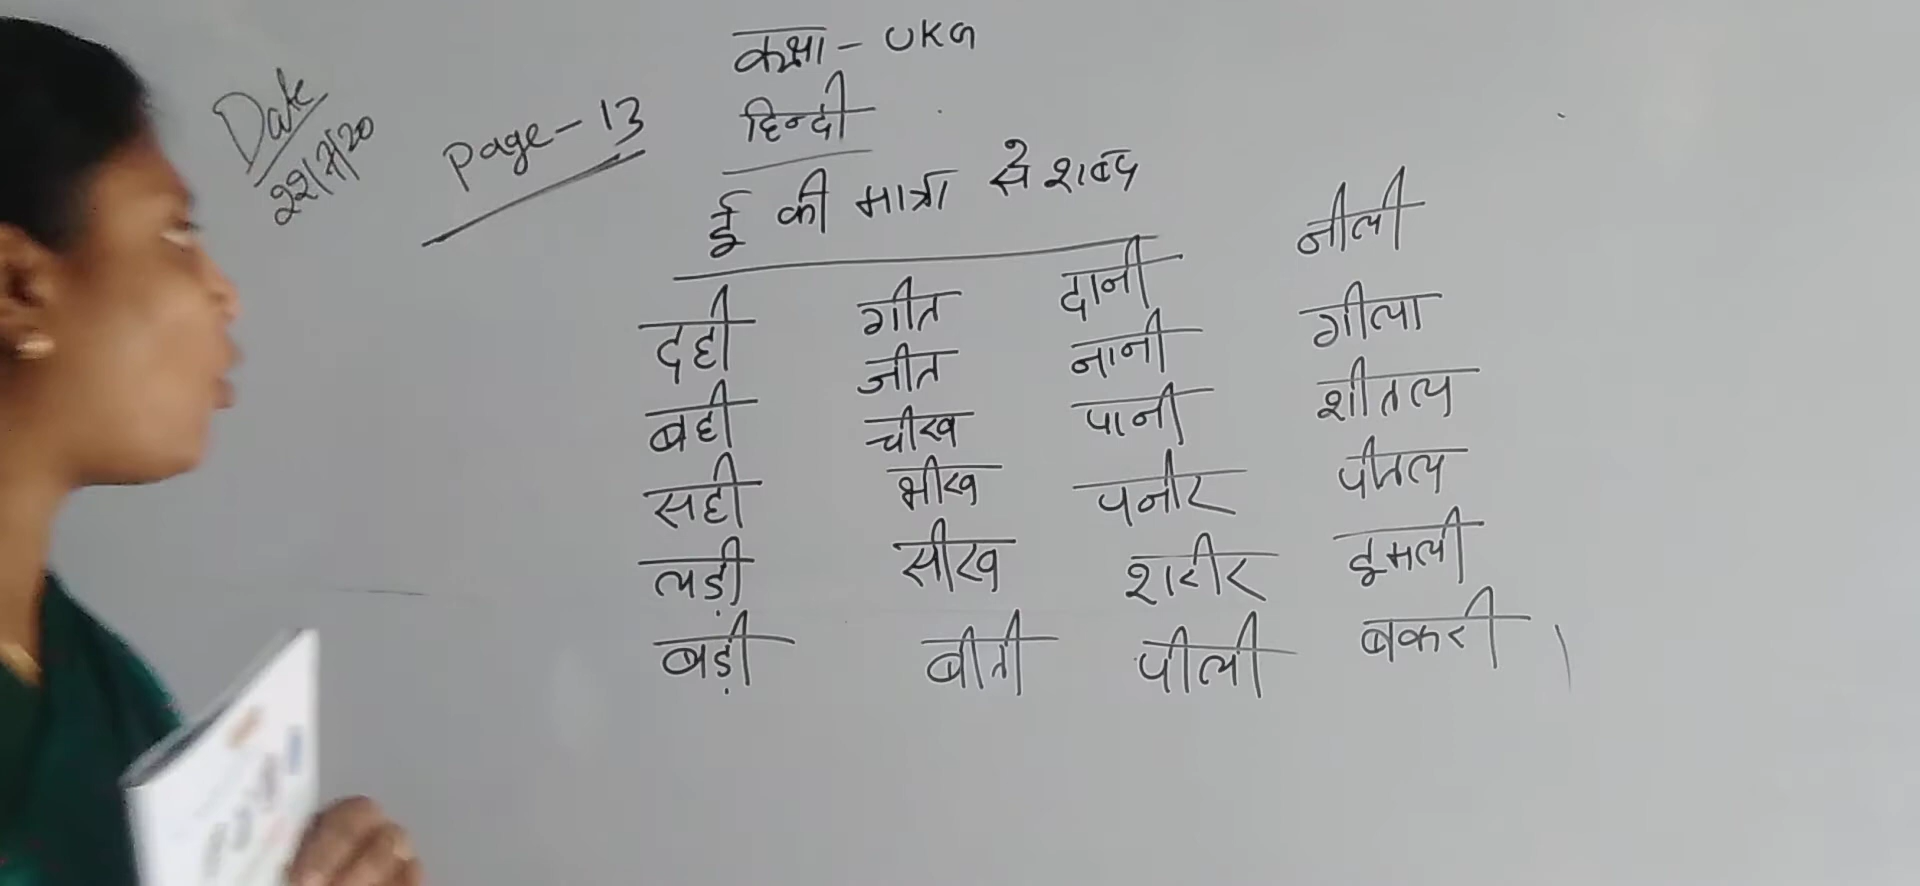 कक्षा - UKG
हिन्दी
Date
22/7/20
Page - 13
ई की मात्रा से शब्द
दही गीत दानी नीली
बही जीत नानी गीला
सही चीख पानी शीतल
लड़ी भीख पनीर पीतल
बड़ी सीख शरीर इमली
बीती पीली बकरी